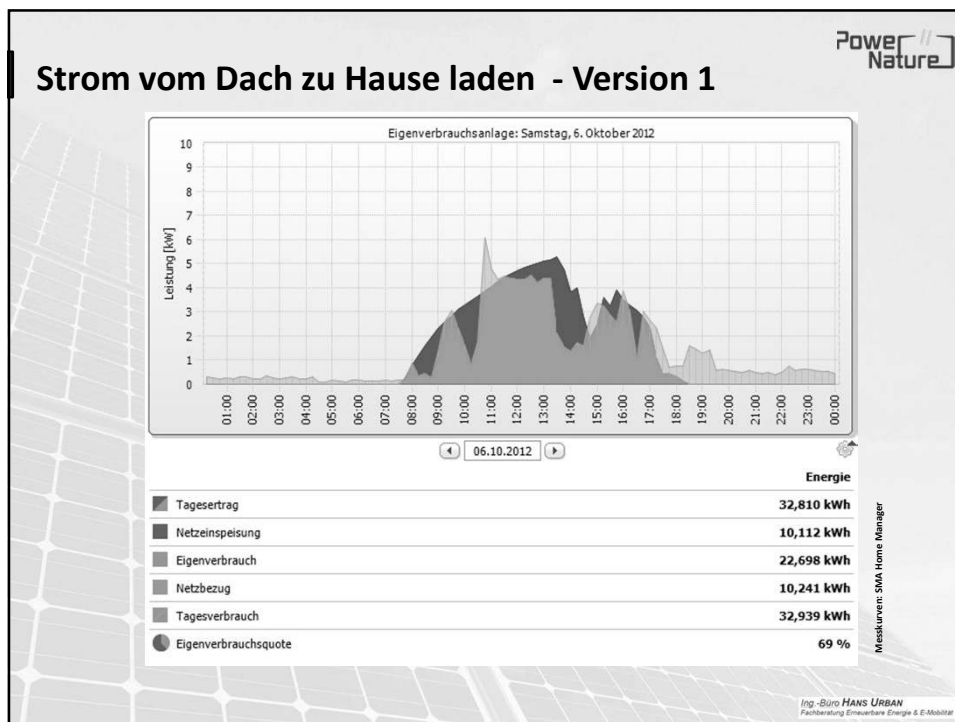 Power
Nature
Strom vom Dach zu Hause laden - Version 1
Eigenverbrauchsanlage: Samstag, 6. Oktober 2012
Leistung [kW]
10
9
8
7
6
5
4
3
2
1
0
01:00 02:00 03:00 04:00 05:00 06:00 07:00 08:00 09:00 10:00 11:00 12:00 13:00 14:00 15:00 16:00 17:00 18:00 19:00 20:00 21:00 22:00 23:00 00:00
06.10.2012
Energie
Tagesertrag 32,810 kWh
Netzeinspeisung 10,112 kWh
Eigenverbrauch 22,698 kWh
Netzbezug 10,241 kWh
Tagesverbrauch 32,939 kWh
Eigenverbrauchsquote 69 %
Messkurven: SMA Home Manager
Ing.-Büro HANS URBAN
Fachberatung Erneuerbare Energie & E-Mobilität